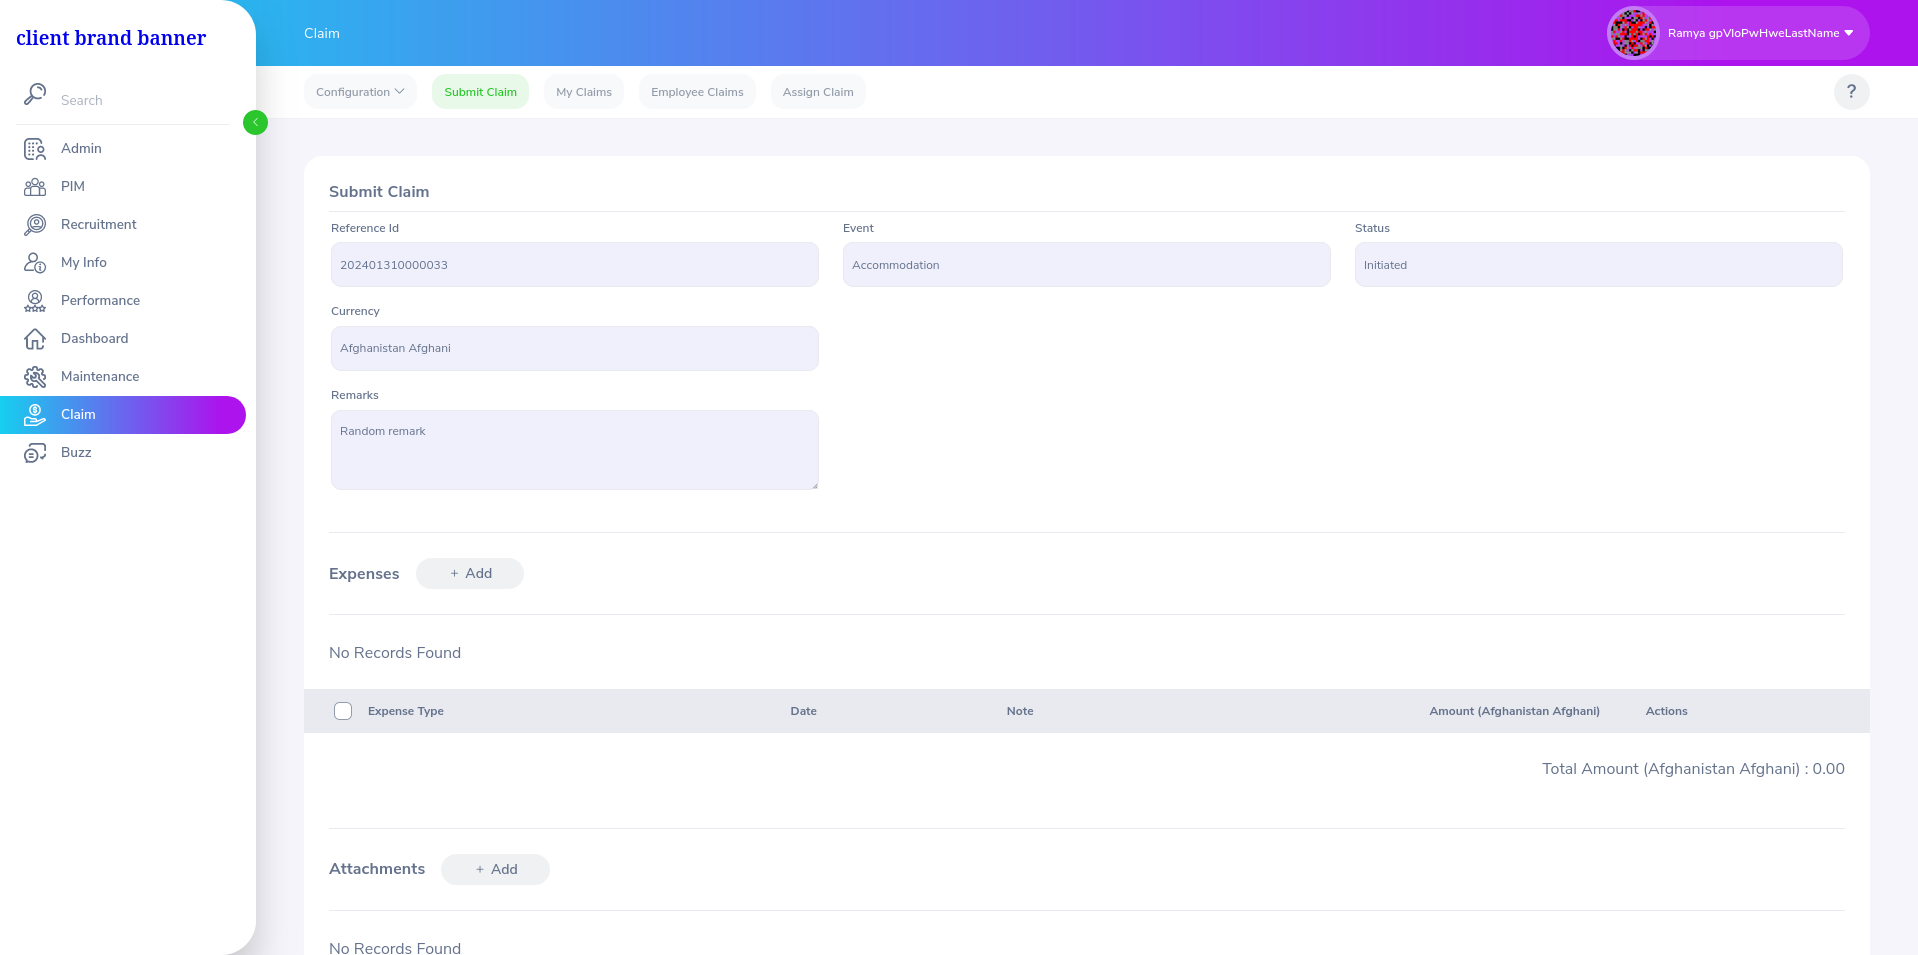 client brand banner
Claim
Ramya gpVloPwHweLastName
Search
Configuration
Submit Claim
My Claims
Employee Claims
Assign Claim
?
Admin
PIM
Recruitment
My Info
Performance
Dashboard
Maintenance
Claim
Buzz
Submit Claim
Reference Id
Event
Status
202401310000033
Accommodation
Initiated
Currency
Afghanistan Afghani
Remarks
Random remark
Expenses
+ Add
No Records Found
Expense Type
Date
Note
Amount (Afghanistan Afghani)
Actions
Total Amount (Afghanistan Afghani) : 0.00
Attachments
+ Add
No Records Found